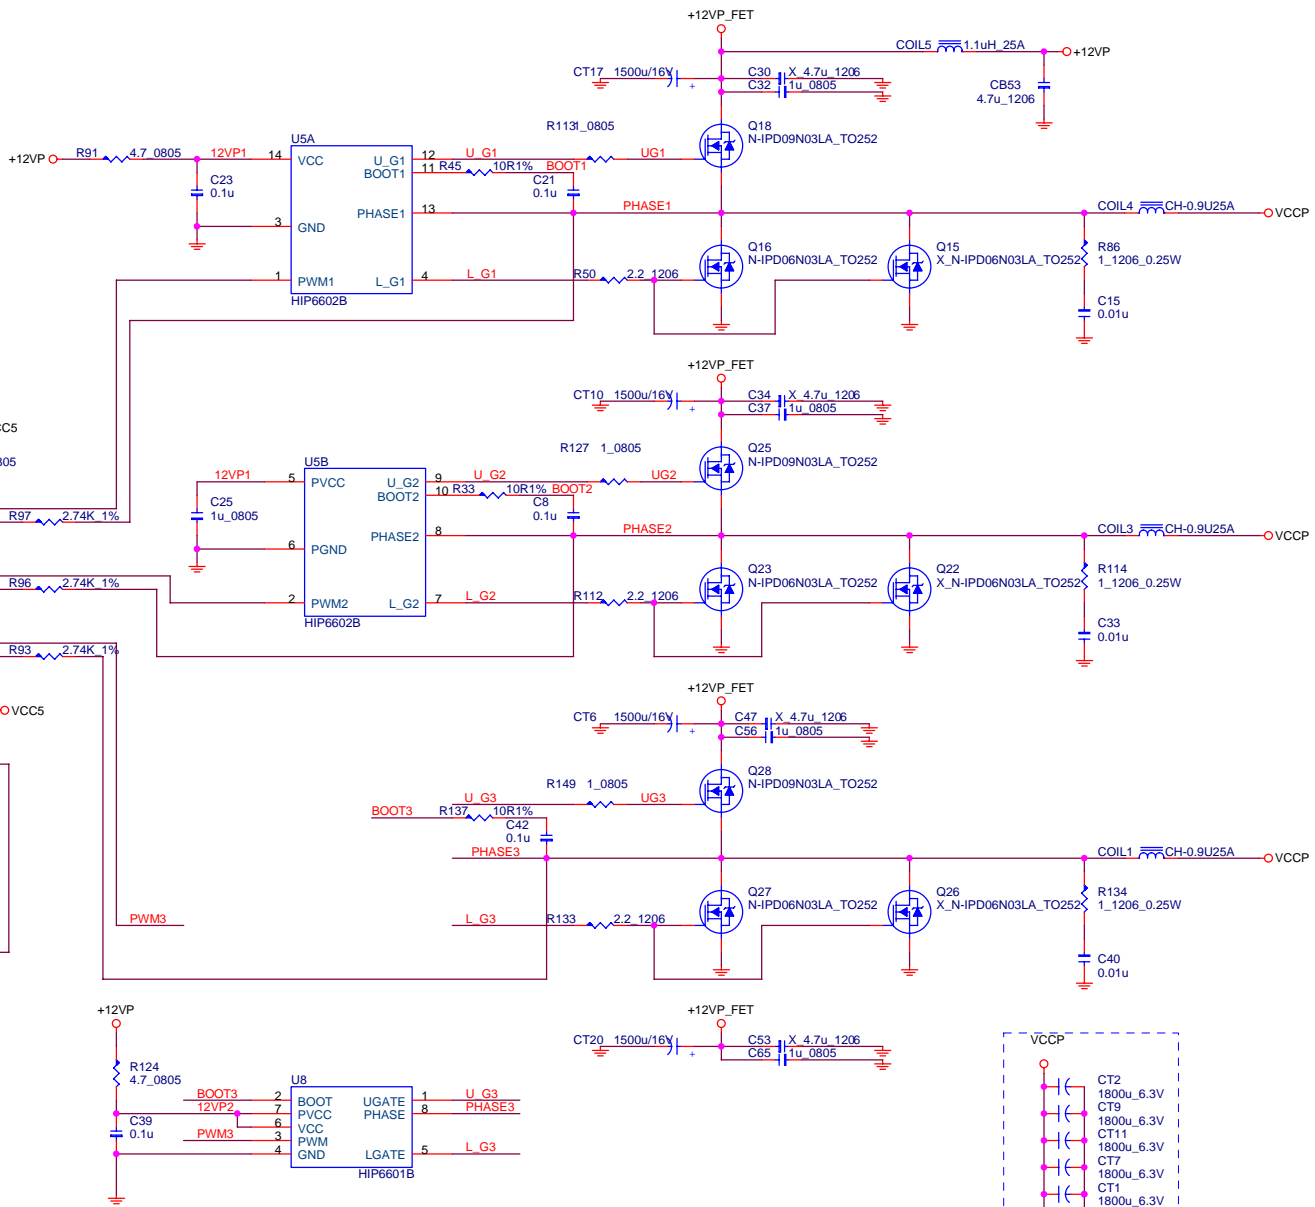 +12VP_FET
COIL5 1.1uH_25A +12VP
CT17 1500u/16V C30 X_4.7u_1206
+ C32 1u_0805
CB53
4.7u_1206
R113 1_0805 Q18
N-IPD09N03LA_TO252
+12VP R91 4.7_0805 12VP1
U5A
14 VCC U_G1 12 U_G1 UG1
BOOT1 11 R45 10R1% BOOT1
C23
0.1u
C21
0.1u
PHASE1 13 PHASE1
3 GND
COIL4 CH-0.9U25A VCCP
Q16
N-IPD06N03LA_TO252
Q15
X_N-IPD06N03LA_TO252
R86
1_1206_0.25W
1 PWM1 L_G1 4 L_G1 R50 2.2_1206
HIP6602B
C15
0.01u
+12VP_FET
CT10 1500u/16V C34 X_4.7u_1206
+ C37 1u_0805
C5
805
R127 1_0805 Q25
N-IPD09N03LA_TO252
U5B
12VP1 5 PVCC U_G2 9 U_G2 UG2
BOOT2 10 R33 10R1% BOOT2
C25
1u_0805
C8
0.1u
R97 2.74K_1%
PHASE2 8 PHASE2
6 PGND
COIL3 CH-0.9U25A VCCP
R96 2.74K_1%
Q23
N-IPD06N03LA_TO252
Q22
X_N-IPD06N03LA_TO252
R114
1_1206_0.25W
2 PWM2 L_G2 7 L_G2 R112 2.2_1206
HIP6602B
C33
0.01u
R93 2.74K_1%
+12VP_FET
VCC5
CT6 1500u/16V C47 X_4.7u_1206
+ C56 1u_0805
R149 1_0805 Q28
N-IPD09N03LA_TO252
U_G3 UG3
BOOT3 R137 10R1%
C42
0.1u
PHASE3
COIL1 CH-0.9U25A VCCP
Q27
N-IPD06N03LA_TO252
Q26
X_N-IPD06N03LA_TO252
R134
1_1206_0.25W
PWM3 L_G3 R133 2.2_1206
C40
0.01u
+12VP
+12VP_FET
CT20 1500u/16V C53 X_4.7u_1206
+ C65 1u_0805
R124
4.7_0805
U8
BOOT3 2 BOOT UGATE 1 U_G3
12VP2 7 PVCC PHASE 8 PHASE3
6 VCC
PWM3 3 PWM
4 GND LGATE 5 L_G3
HIP6601B
C39
0.1u
VCCP
CT2
1800u_6.3V
CT9
1800u_6.3V
CT11
1800u_6.3V
CT7
1800u_6.3V
CT1
1800u_6.3V